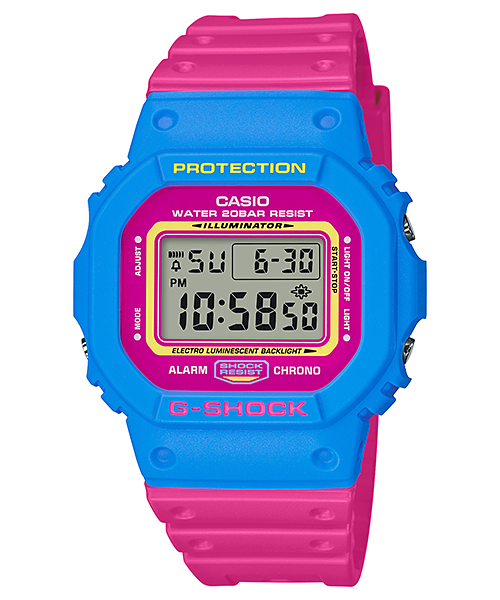 PROTECTION
CASIO
WATER 20BAR RESIST
ILLUMINATOR
ADJUST
MODE
SU 6-30
PM
10:58 50
START·STOP
LIGHT ON/OFF
LIGHT
ELECTRO LUMINESCENT BACKLIGHT
ALARM SHOCK RESIST CHRONO
G-SHOCK